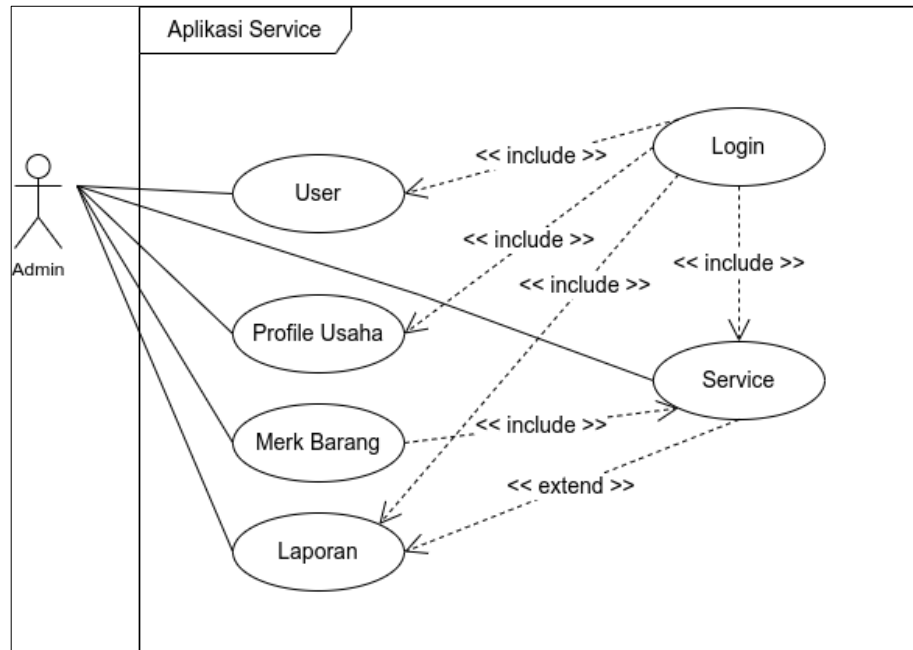 Aplikasi Service
Login
<< include >>
User
<< include >>
<< include >>
<< include >>
Admin
Profile Usaha
Service
Merk Barang
<< include >>
<< extend >>
Laporan